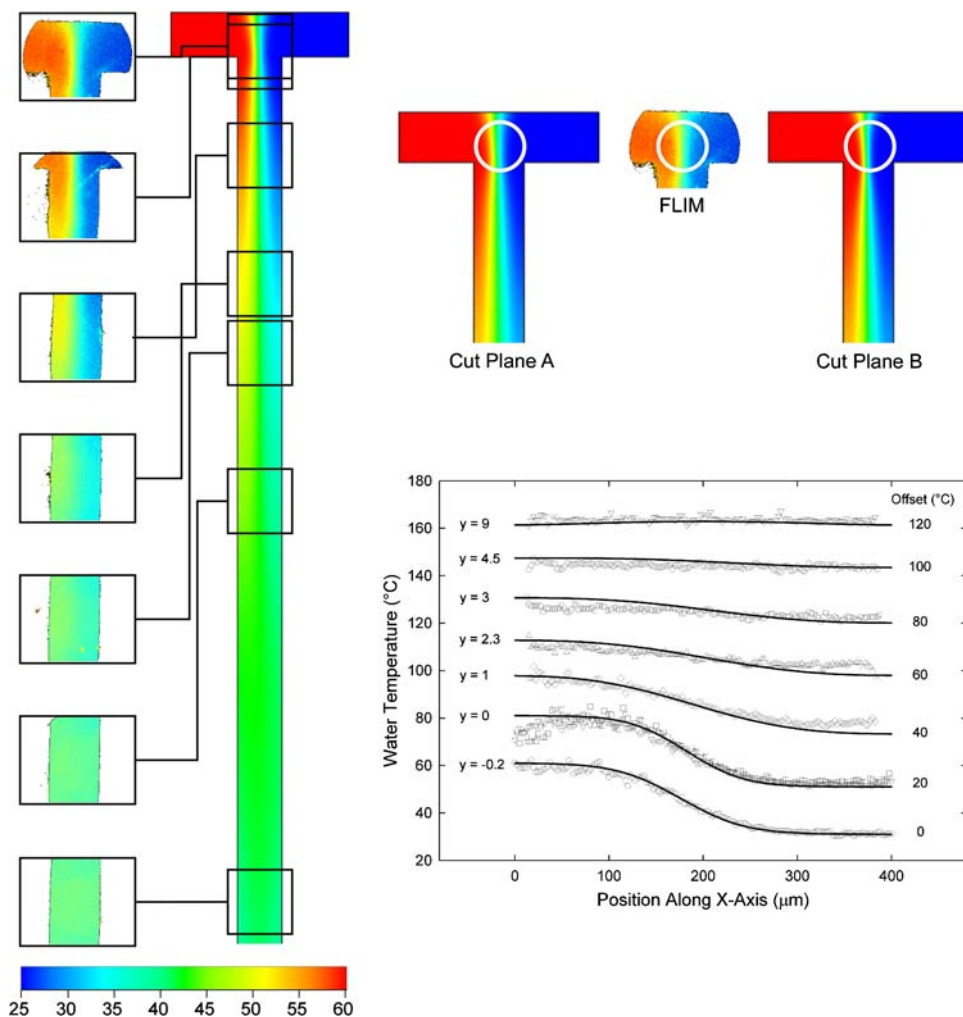 FLIM
Cut Plane A
Cut Plane B
180
160
140
120
100
80
60
40
20
Water Temperature (°C)
Offset (°C)
y = 9
120
y = 4.5
100
y = 3
80
y = 2.3
60
y = 1
40
y = 0
20
y = -0.2
0
0 100 200 300 400
Position Along X-Axis (µm)
25 30 35 40 45 50 55 60